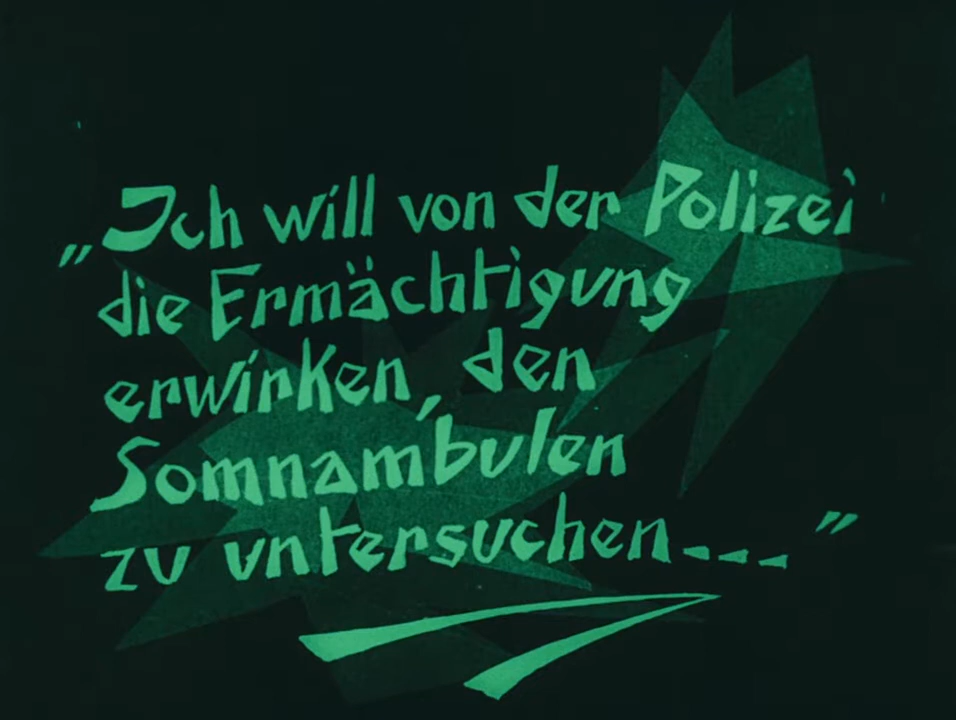 „Ich will von der Polizei
die Ermächtigung
erwirken, den
Somnambulen
zu untersuchen---"